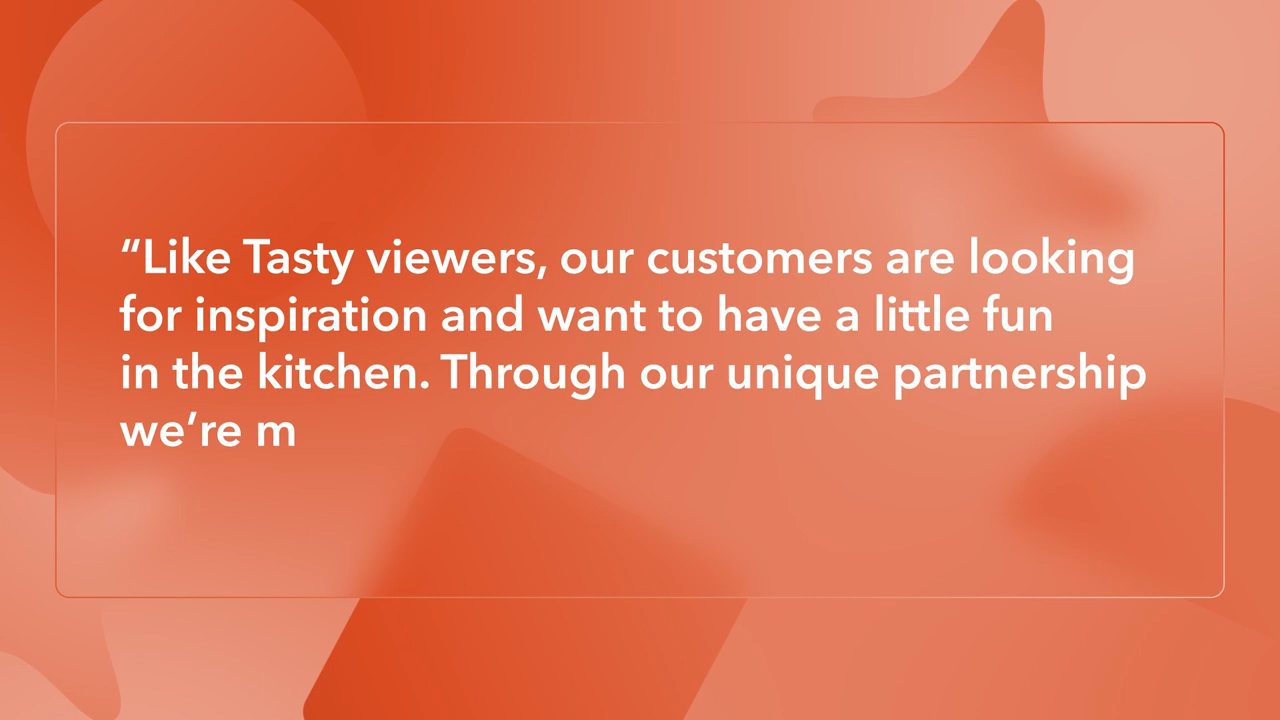 “Like Tasty viewers, our customers are looking
for inspiration and want to have a little fun
in the kitchen. Through our unique partnership
we’re m